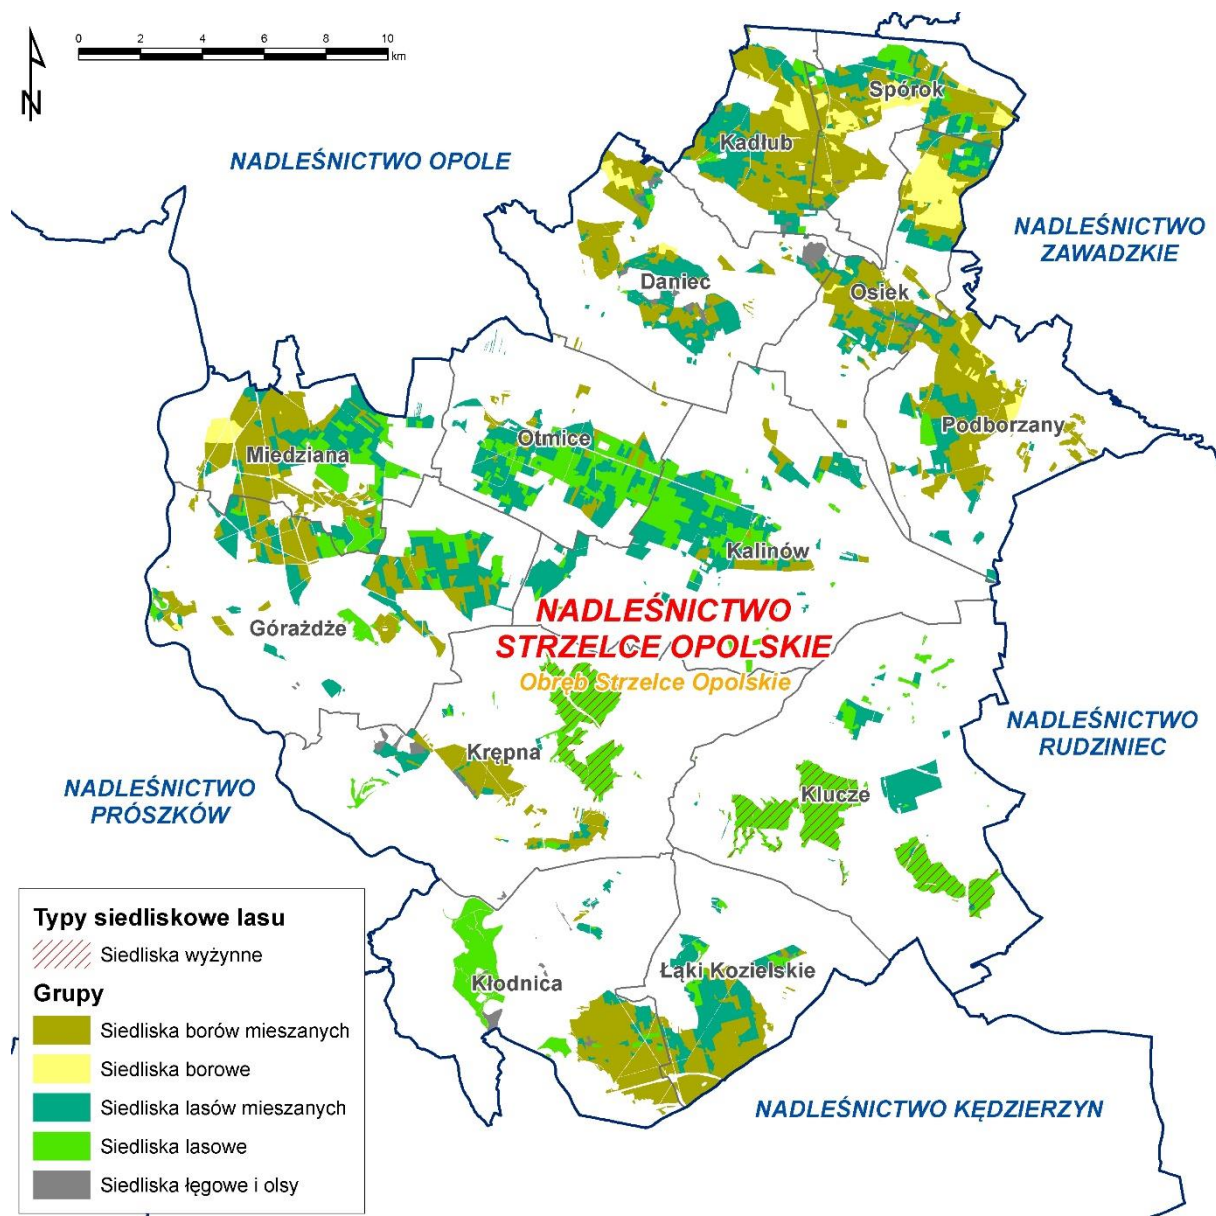 0 2 4 6 8 10
km
N
Spórok
Kadłub
NADLEŚNICTWO OPOLE
NADLEŚNICTWO
ZAWADZKIE
Daniec
Osiek
Podborzany
Otmice
Miedziana
Kalinów
NADLEŚNICTWO
STRZELCE OPOLSKIE
Obręb Strzelce Opolskie
Górażdże
NADLEŚNICTWO
RUDZINIEC
Krępna
NADLEŚNICTWO
PRÓSZKÓW
Klucze
Łąki Kozielskie
Kłodnica
NADLEŚNICTWO KĘDZIERZYN
Typy siedliskowe lasu
Siedliska wyżynne
Grupy
Siedliska borów mieszanych
Siedliska borowe
Siedliska lasów mieszanych
Siedliska lasowe
Siedliska łęgowe i olsy